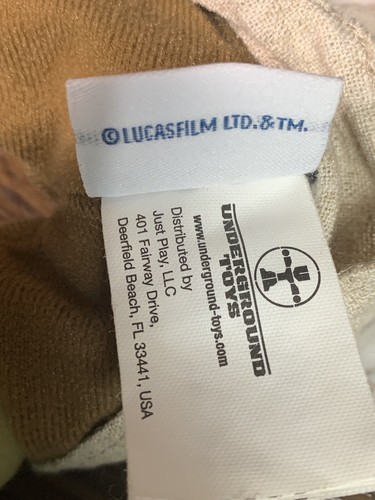 ©LUCASFILM LTD.&TM.
UNDERGROUND
TOYS
www.underground-toys.com
Distributed by
Just Play, LLC
401 Fairway Drive,
Deerfield Beach, FL 33441, USA